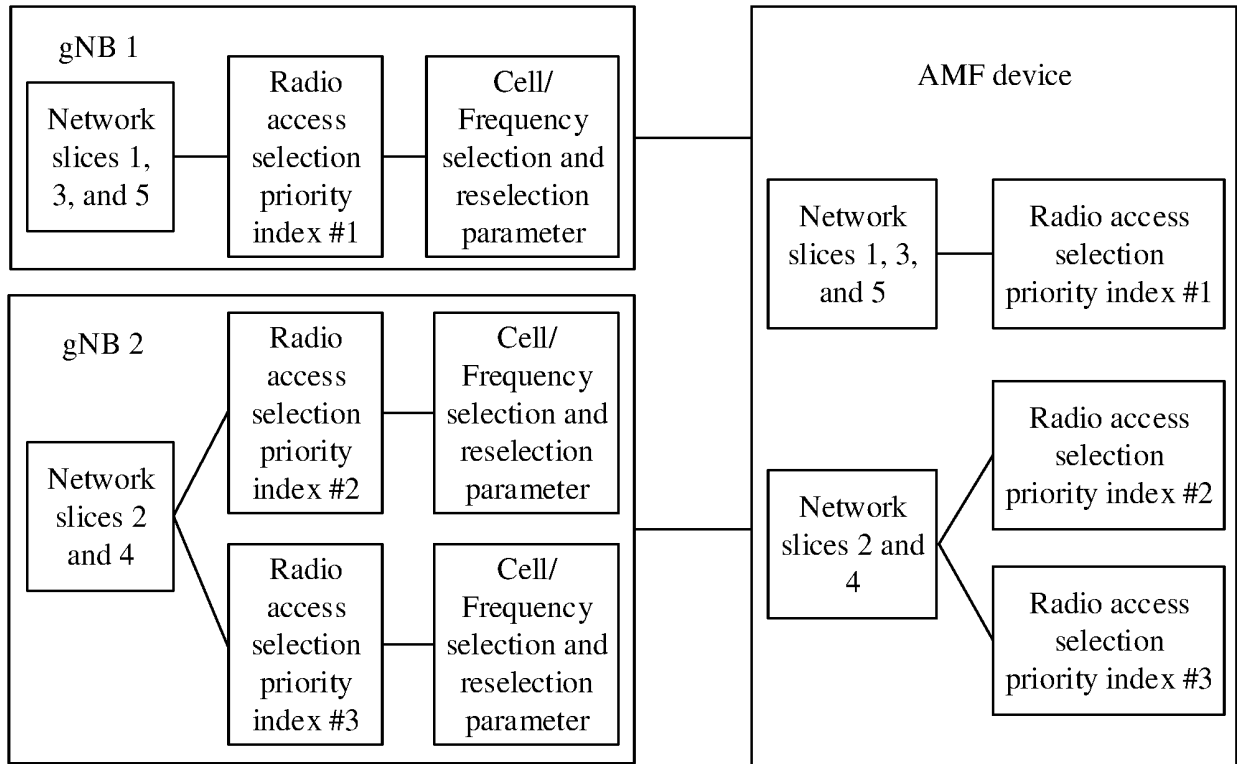 gNB 1
Network
slices 1,
3, and 5
Radio
access
selection
priority
index #1
Cell/
Frequency
selection and
reselection
parameter
gNB 2
Network
slices 2
and 4
Radio
access
selection
priority
index #2
Cell/
Frequency
selection and
reselection
parameter
Radio
access
selection
priority
index #3
Cell/
Frequency
selection and
reselection
parameter
AMF device
Network
slices 1, 3,
and 5
Radio access
selection
priority index #1
Network
slices 2 and
4
Radio access
selection
priority index #2
Radio access
selection
priority index #3